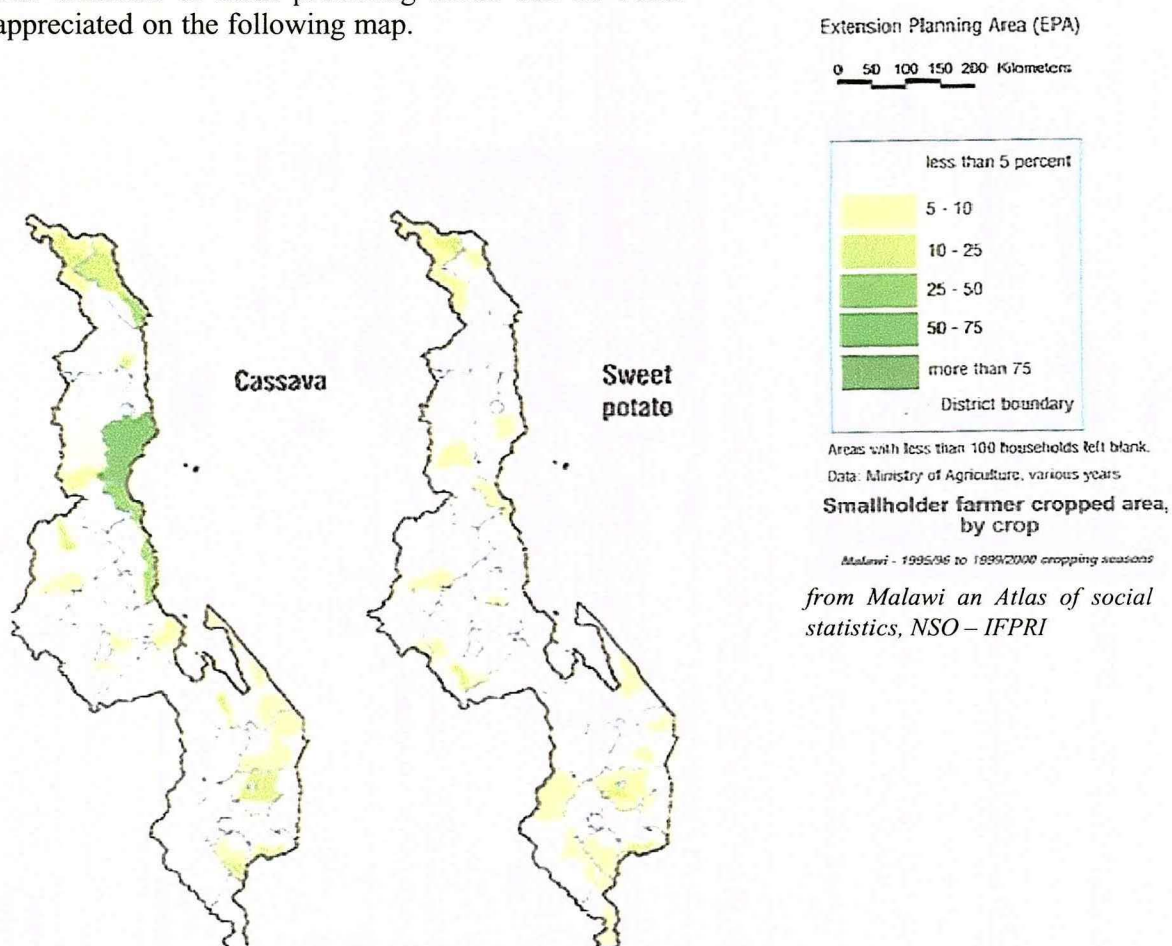 appreciated on the following map.
Extension Planning Area (EPA)
0 50 100 150 200 Kilometers
less than 5 percent
5 - 10
10 - 25
25 - 50
50 - 75
more than 75
District boundary
Areas with less than 100 households left blank.
Data: Ministry of Agriculture, various years
Smallholder farmer cropped area,
by crop
Malawi - 1995/96 to 1999/2000 cropping seasons
from Malawi an Atlas of social
statistics, NSO – IFPRI
Cassava
Sweet
potato